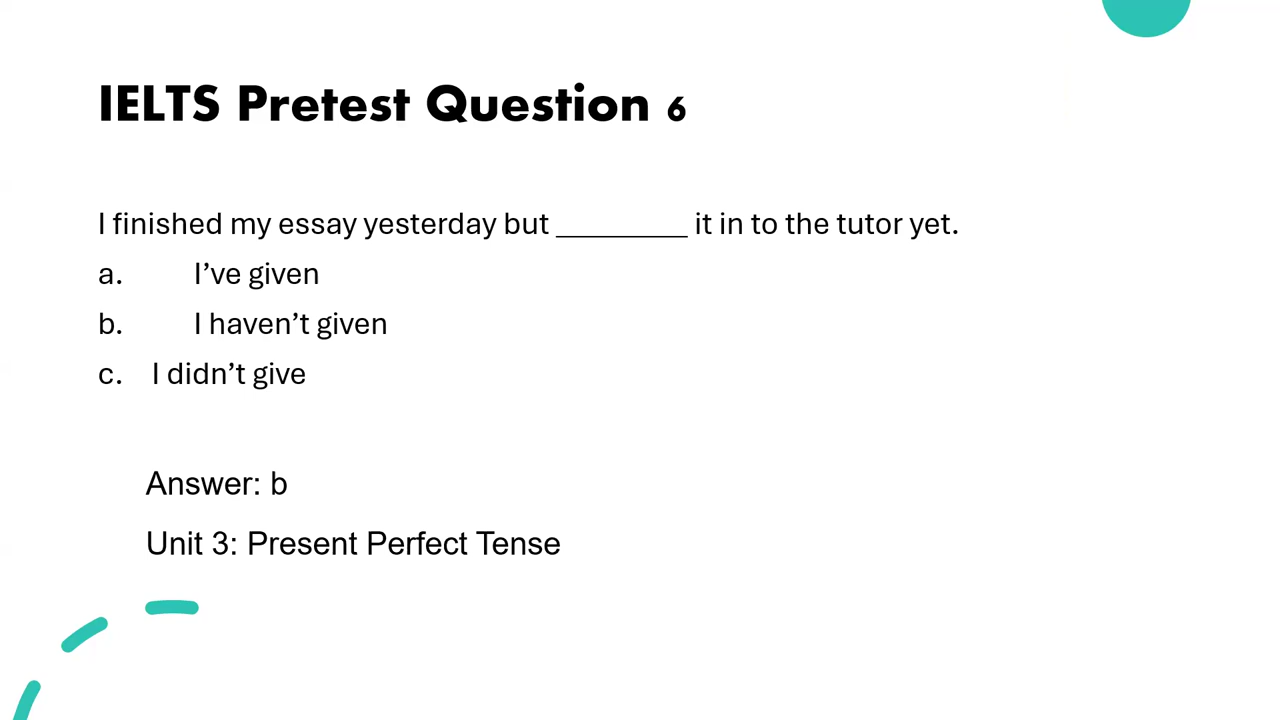 IELTS Pretest Question 6
I finished my essay yesterday but _________ it in to the tutor yet.
a. I’ve given
b. I haven’t given
c. I didn’t give
Answer: b
Unit 3: Present Perfect Tense